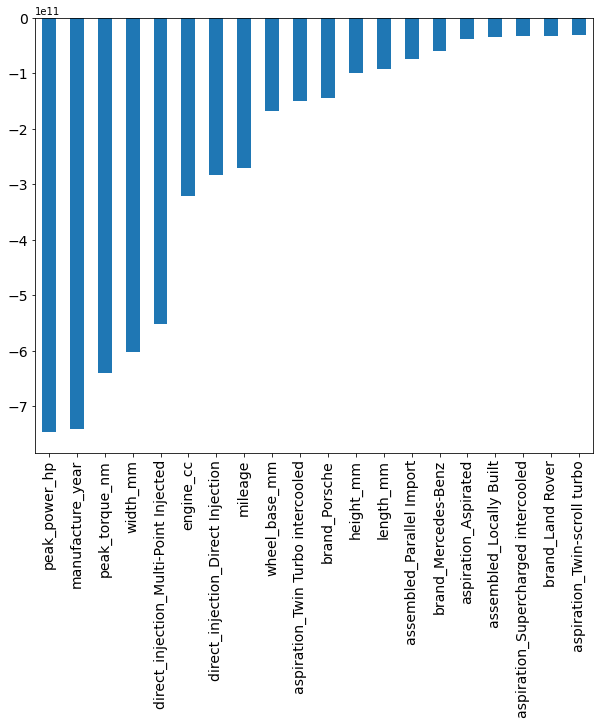 1e11
0
−1
−2
−3
−4
−5
−6
−7
peak_power_hp
manufacture_year
peak_torque_nm
width_mm
direct_injection_Multi-Point Injected
engine_cc
direct_injection_Direct Injection
mileage
wheel_base_mm
aspiration_Twin Turbo intercooled
brand_Porsche
height_mm
length_mm
assembled_Parallel Import
brand_Mercedes-Benz
aspiration_Aspirated
assembled_Locally Built
aspiration_Supercharged intercooled
brand_Land Rover
aspiration_Twin-scroll turbo